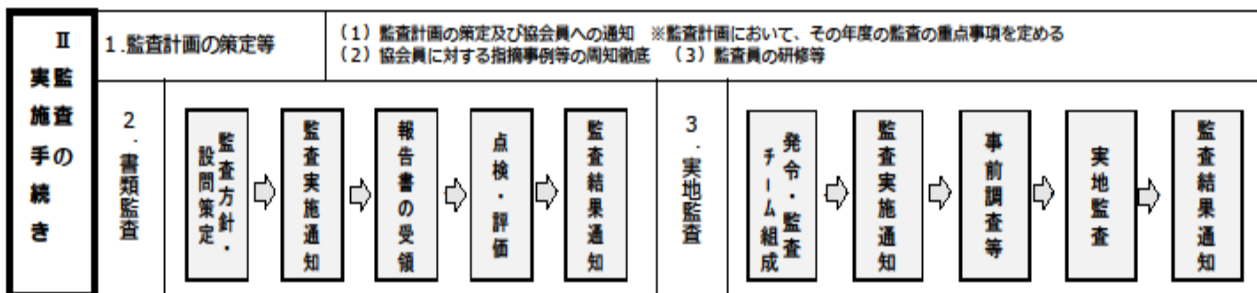 Ⅱ監査の
実施手続き
1.監査計画の策定等
(1) 監査計画の策定及び協会員への通知 ※監査計画において、その年度の監査の重点事項を定める
(2) 協会員に対する指摘事例等の周知徹底 (3) 監査員の研修等
2.書類監査
監査方針・
設問策定
監査実施通知
報告書の受領
点検・評価
監査結果通知
3.実地監査
発令・監査
チーム組成
監査実施通知
事前調査等
実地監査
監査結果通知